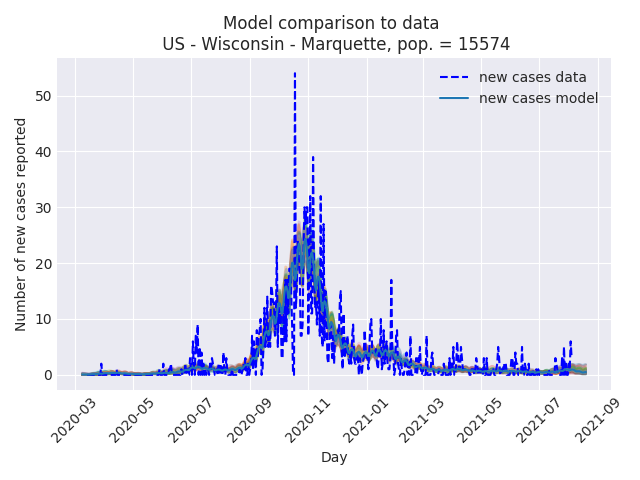 Model comparison to data
US - Wisconsin - Marquette, pop. = 15574
new cases data
new cases model
Number of new cases reported
50
40
30
20
10
0
2020-03
2020-05
2020-07
2020-09
2020-11
2021-01
2021-03
2021-05
2021-07
2021-09
Day